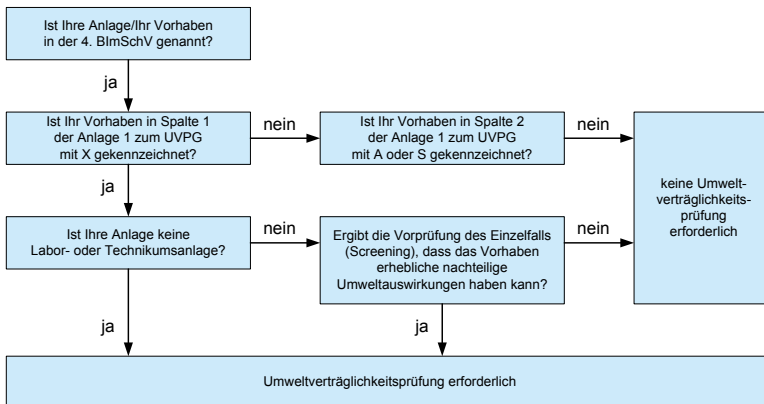 Ist Ihre Anlage/Ihr Vorhaben
in der 4. BImSchV genannt?
ja
Ist Ihr Vorhaben in Spalte 1
der Anlage 1 zum UVPG
mit X gekennzeichnet?
nein
Ist Ihr Vorhaben in Spalte 2
der Anlage 1 zum UVPG
mit A oder S gekennzeichnet?
nein
keine Umwelt-
verträglichkeits-
prüfung
erforderlich
ja
Ist Ihre Anlage keine
Labor- oder Technikumsanlage?
nein
Ergibt die Vorprüfung des Einzelfalls
(Screening), dass das Vorhaben
erhebliche nachteilige
Umweltauswirkungen haben kann?
nein
ja
ja
Umweltverträglichkeitsprüfung erforderlich